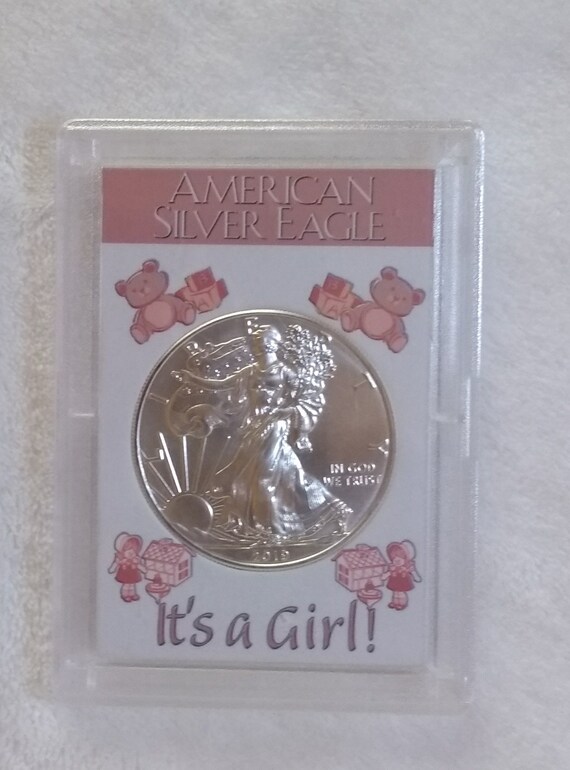 AMERICAN
SILVER EAGLE
IN GOD
WE TRUST
It's a Girl!